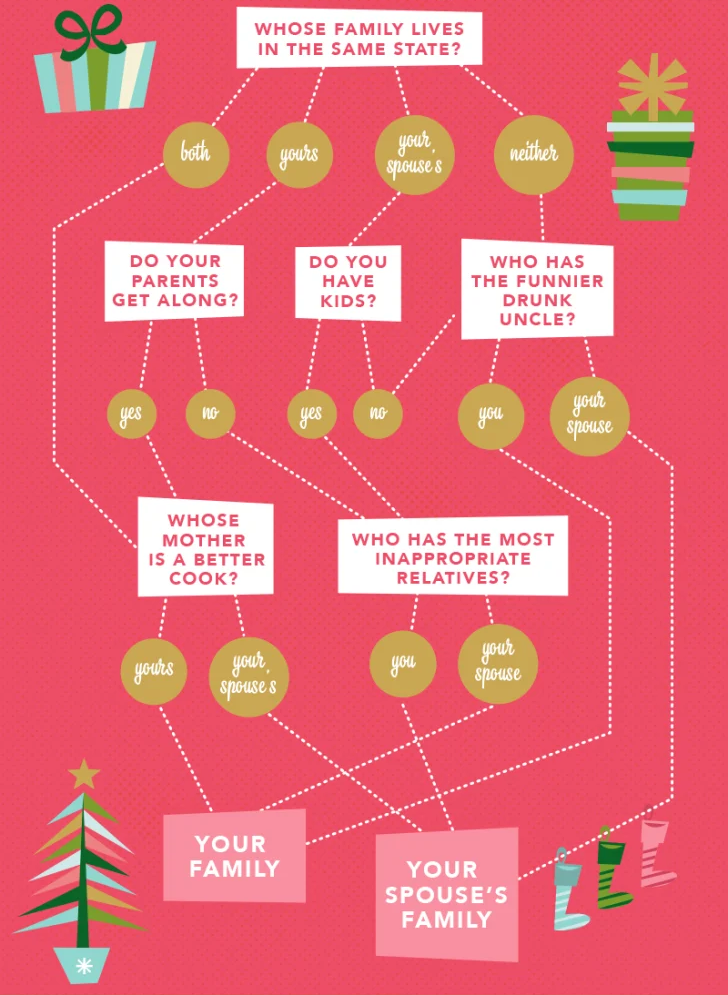 WHOSE FAMILY LIVES
IN THE SAME STATE?
both
yours
your
spouse's
neither
DO YOUR
PARENTS
GET ALONG?
DO YOU
HAVE
KIDS?
WHO HAS
THE FUNNIER
DRUNK
UNCLE?
yes
no
yes
no
you
your
spouse
WHOSE
MOTHER
IS A BETTER
COOK?
WHO HAS THE MOST
INAPPROPRIATE
RELATIVES?
yours
your
spouse's
you
your
spouse
YOUR
FAMILY
YOUR
SPOUSE'S
FAMILY